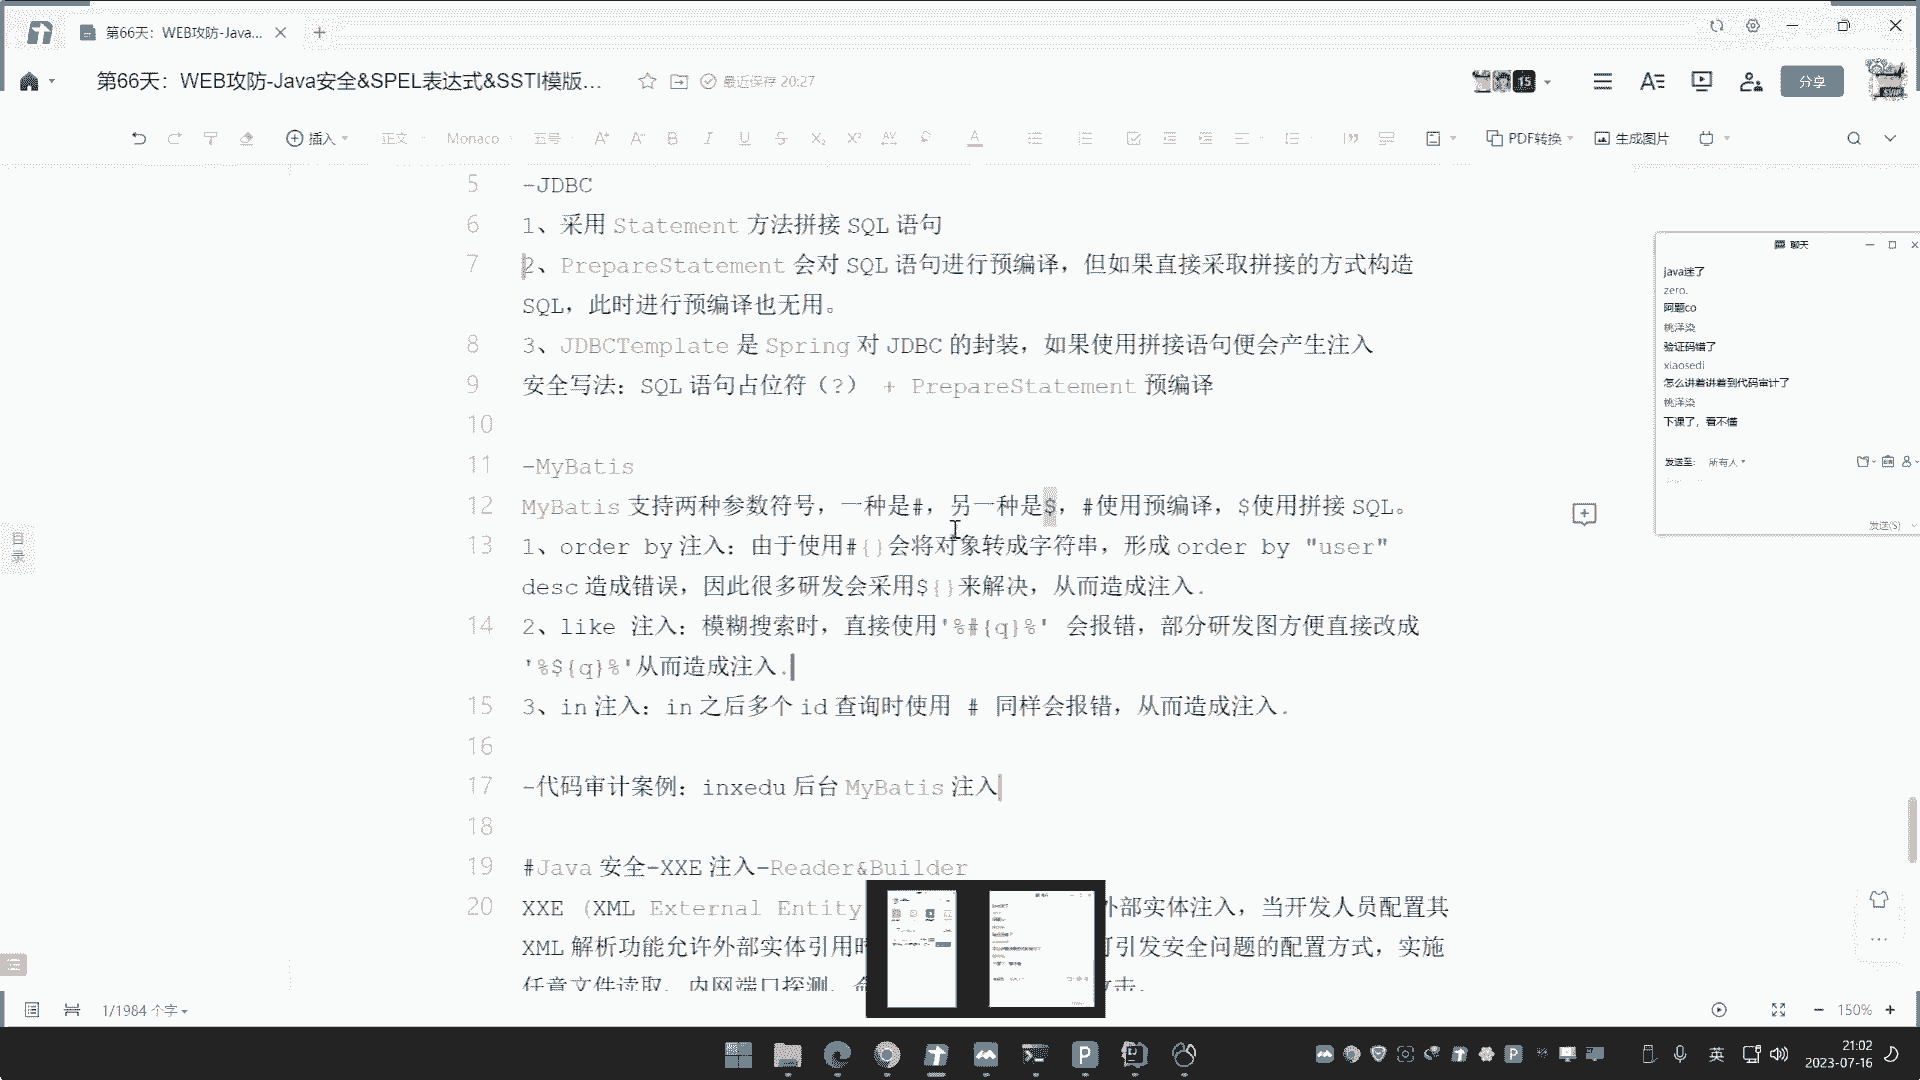 第66天：WEB攻防-Java...
第66天：WEB攻防-Java安全&SPEL表达式&SSTI模版...
最近保存 20:27
15
分享
插入
正文
Monaco
五号
PDF转换
生成图片
5 -JDBC
6 1、采用 Statement 方法拼接 SQL 语句
7 2、PrepareStatement 会对 SQL 语句进行预编译，但如果直接采取拼接的方式构造
SQL，此时进行预编译也无用。
8 3、JDBCTemplate 是 Spring 对 JDBC 的封装，如果使用拼接语句便会产生注入
9 安全写法：SQL 语句占位符（?） + PrepareStatement 预编译
10
11 -MyBatis
12 MyBatis 支持两种参数符号，一种是#，另一种是$，#使用预编译，$使用拼接 SQL。
13 1、order by 注入：由于使用#{}会将对象转成字符串，形成 order by "user"
desc 造成错误，因此很多研发会采用${}来解决，从而造成注入.
14 2、like 注入：模糊搜索时，直接使用'%#{q}%' 会报错，部分研发图方便直接改成
'%${q}%'从而造成注入.
15 3、in 注入：in 之后多个 id 查询时使用 # 同样会报错，从而造成注入.
16
17 -代码审计案例：inxedu 后台 MyBatis 注入
18
19 #Java 安全-XXE 注入-Reader&Builder
20 XXE (XML External Entity 外部实体注入，当开发人员配置其
XML 解析功能允许外部实体引用时 可引发安全问题的配置方式，实施
任意文件读取、内网端口探测、命 攻击。
聊天
java迷了
zero.
阿题co
桃泽染
验证码错了
xiaosedi
怎么讲着讲着到代码审计了
桃泽染
下课了，看不懂
发送至: 所有人
发送(S)
目
录
1/1984 个字
150%
英
21:02
2023-07-16